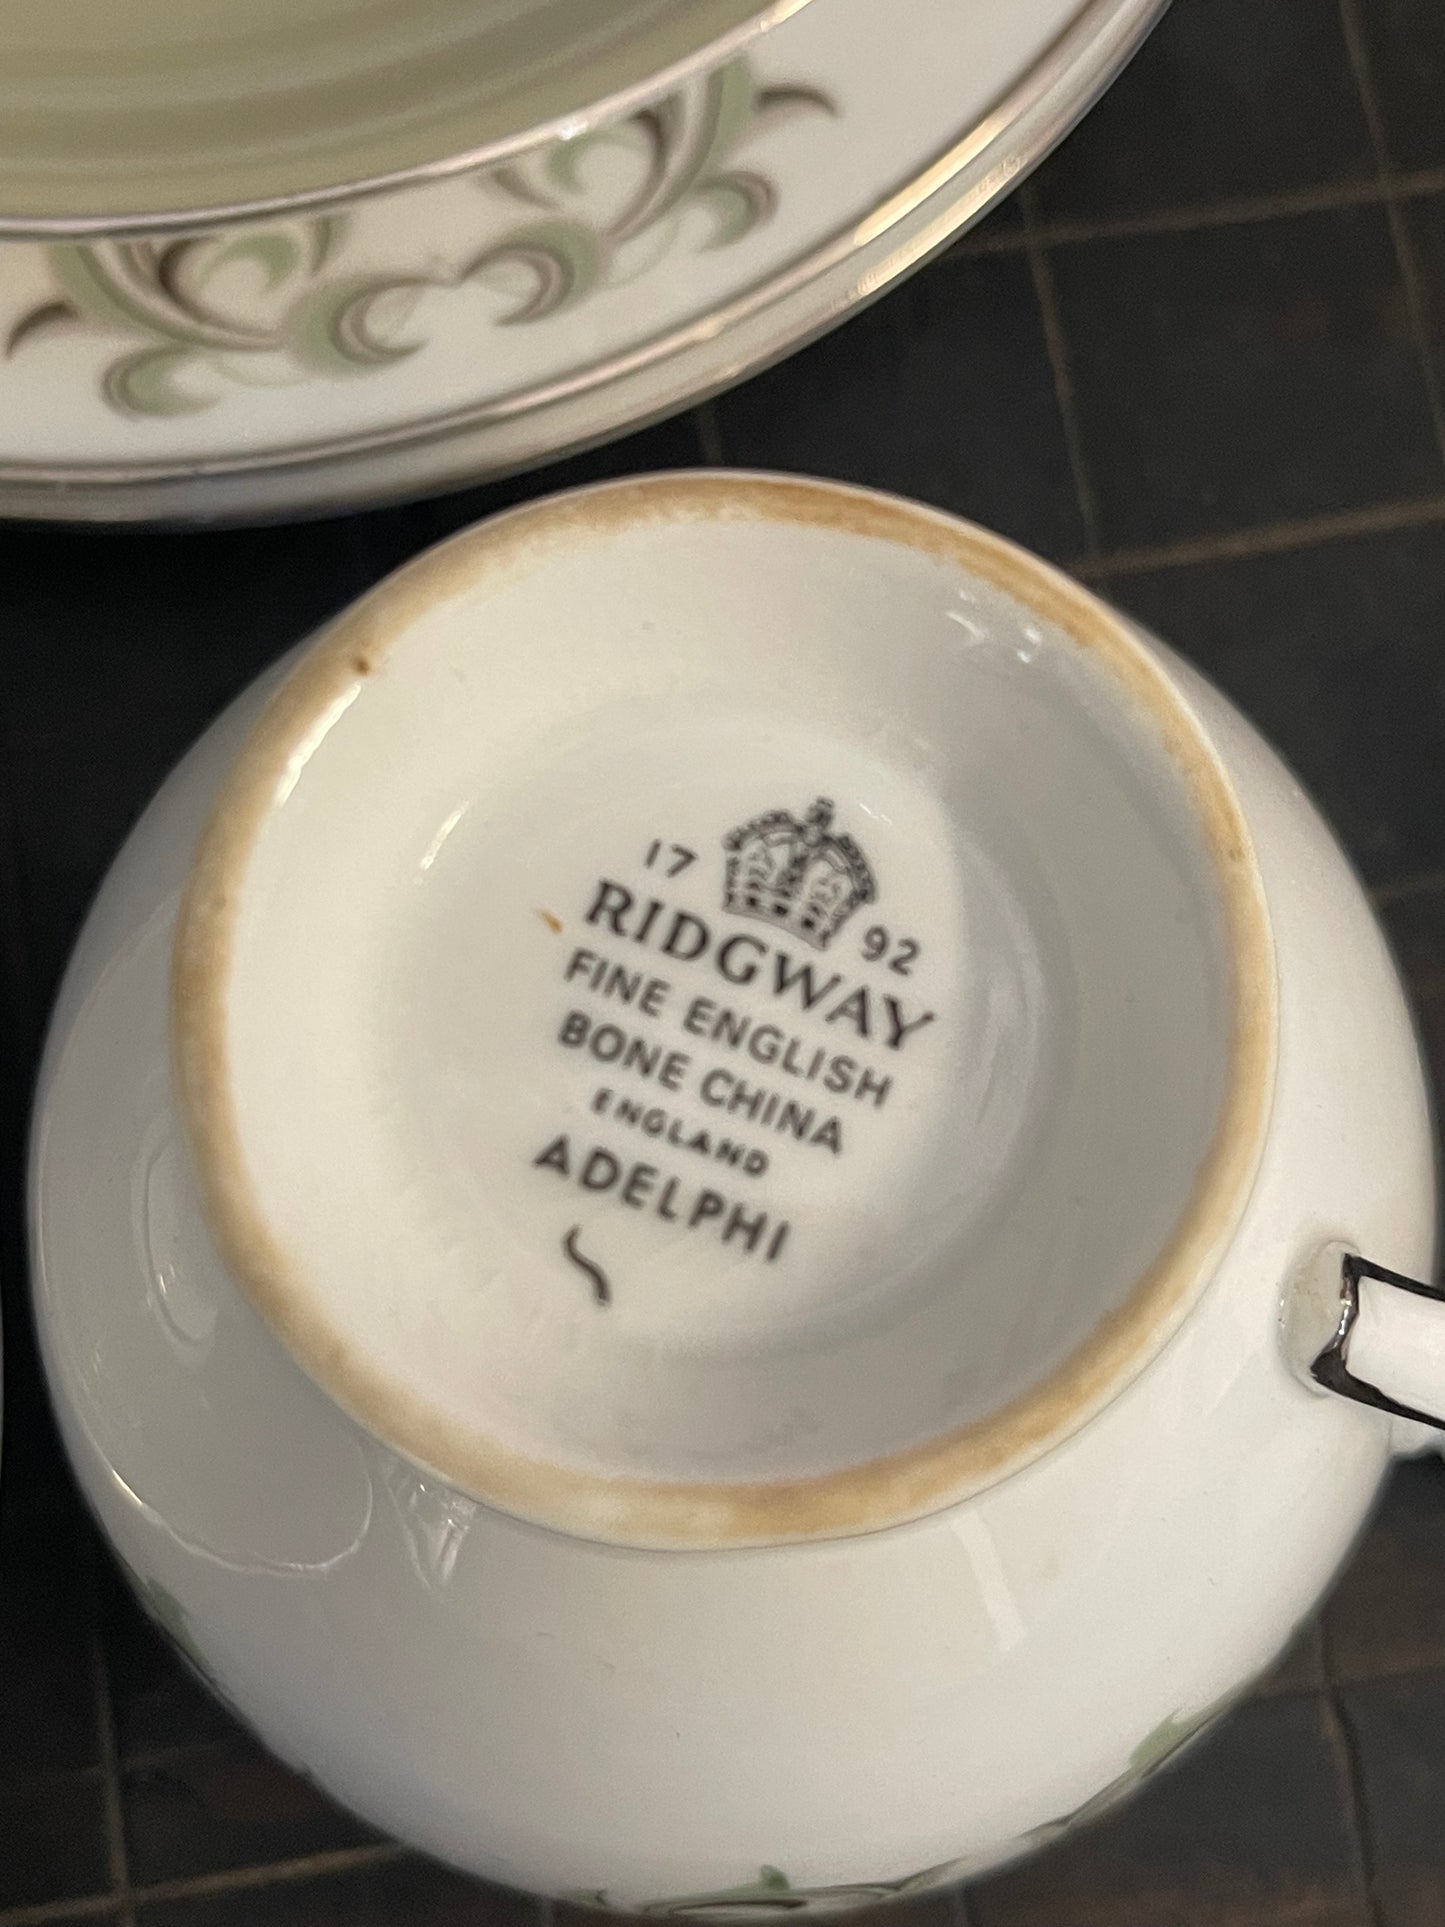 17 92
RIDGWAY
FINE ENGLISH
BONE CHINA
ENGLAND
ADELPHI